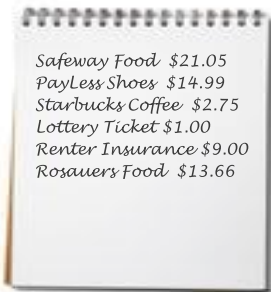 Safeway Food $21.05
PayLess Shoes $14.99
Starbucks Coffee $2.75
Lottery Ticket $1.00
Renter Insurance $9.00
Rosauers Food $13.66